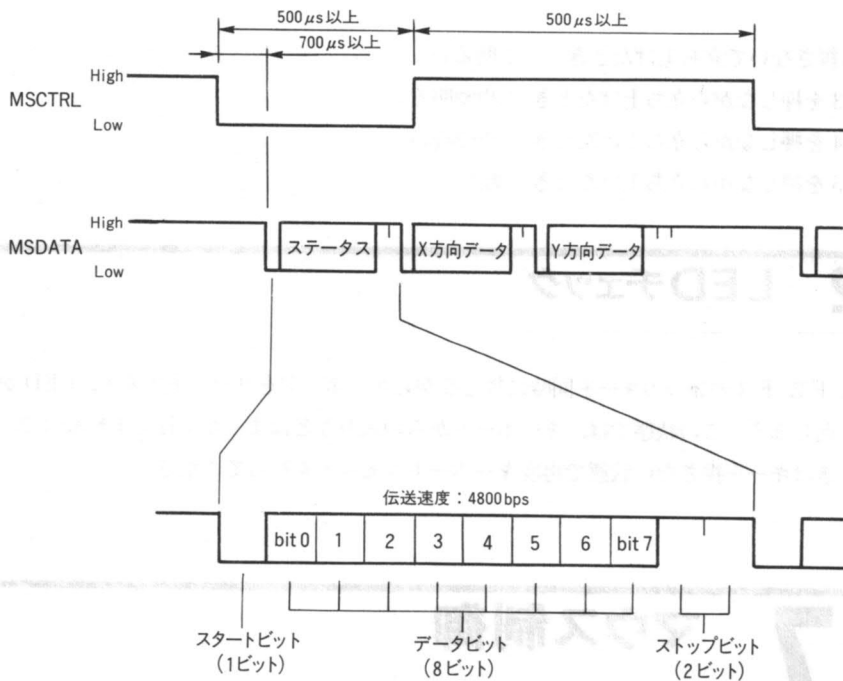 500μs以上
500μs以上
700μs以上
High
MSCTRL
Low
High
MSDATA
ステータス
X方向データ
Y方向データ
Low
伝送速度：4800bps
bit 0
1
2
3
4
5
6
bit 7
スタートビット
(1ビット)
データビット
(8ビット)
ストップビット
(2ビット)